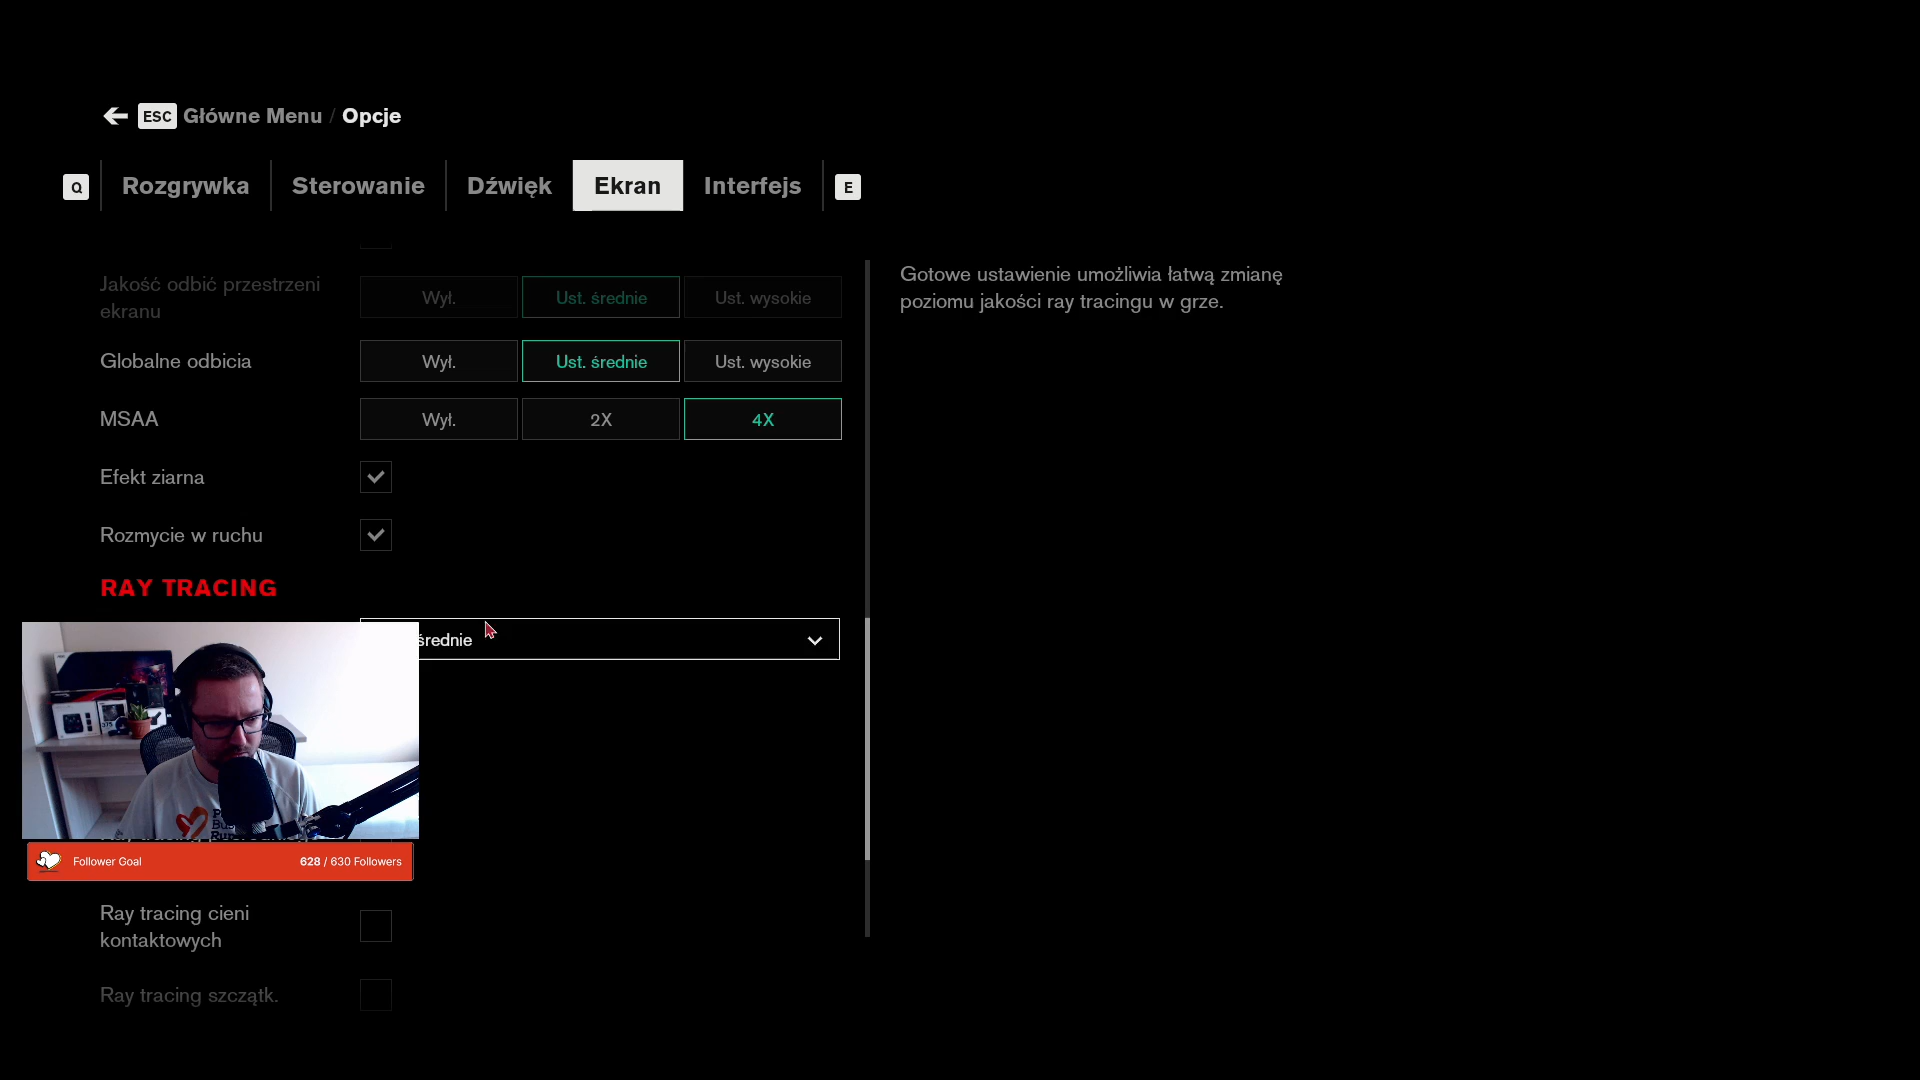 ESC Główne Menu / Opcje
Q Rozgrywka Sterowanie Dźwięk Ekran Interfejs E
Jakość odbić przestrzeni
ekranu
Wył. Ust. średnie Ust. wysokie
Globalne odbicia Wył. Ust. średnie Ust. wysokie
MSAA Wył. 2X 4X
Efekt ziarna
Rozmycie w ruchu
RAY TRACING
średnie
Follower Goal 628 / 630 Followers
Ray tracing cieni
kontaktowych
Ray tracing szczątk.
Gotowe ustawienie umożliwia łatwą zmianę
poziomu jakości ray tracingu w grze.